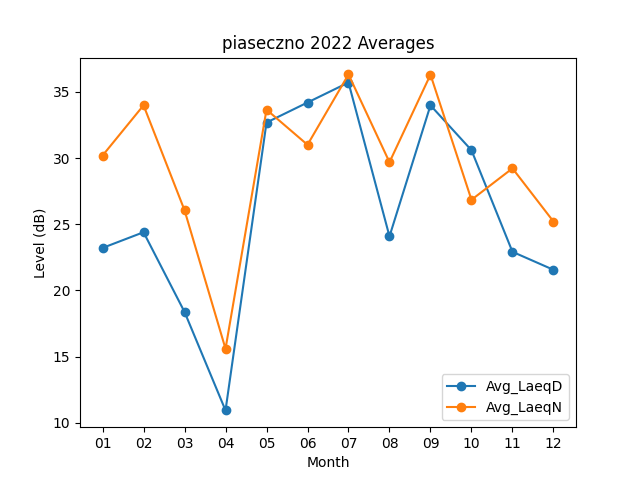 piaseczno 2022 Averages
35
30
25
20
15
10
Level (dB)
01 02 03 04 05 06 07 08 09 10 11 12
Month
Avg_LaeqD
Avg_LaeqN